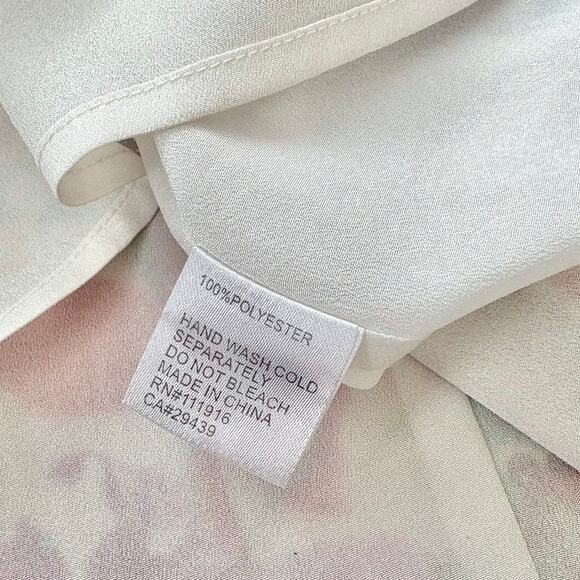 100%POLYESTER
HAND WASH COLD
SEPARATELY
DO NOT BLEACH
MADE IN CHINA
RN#111916
CA#29439